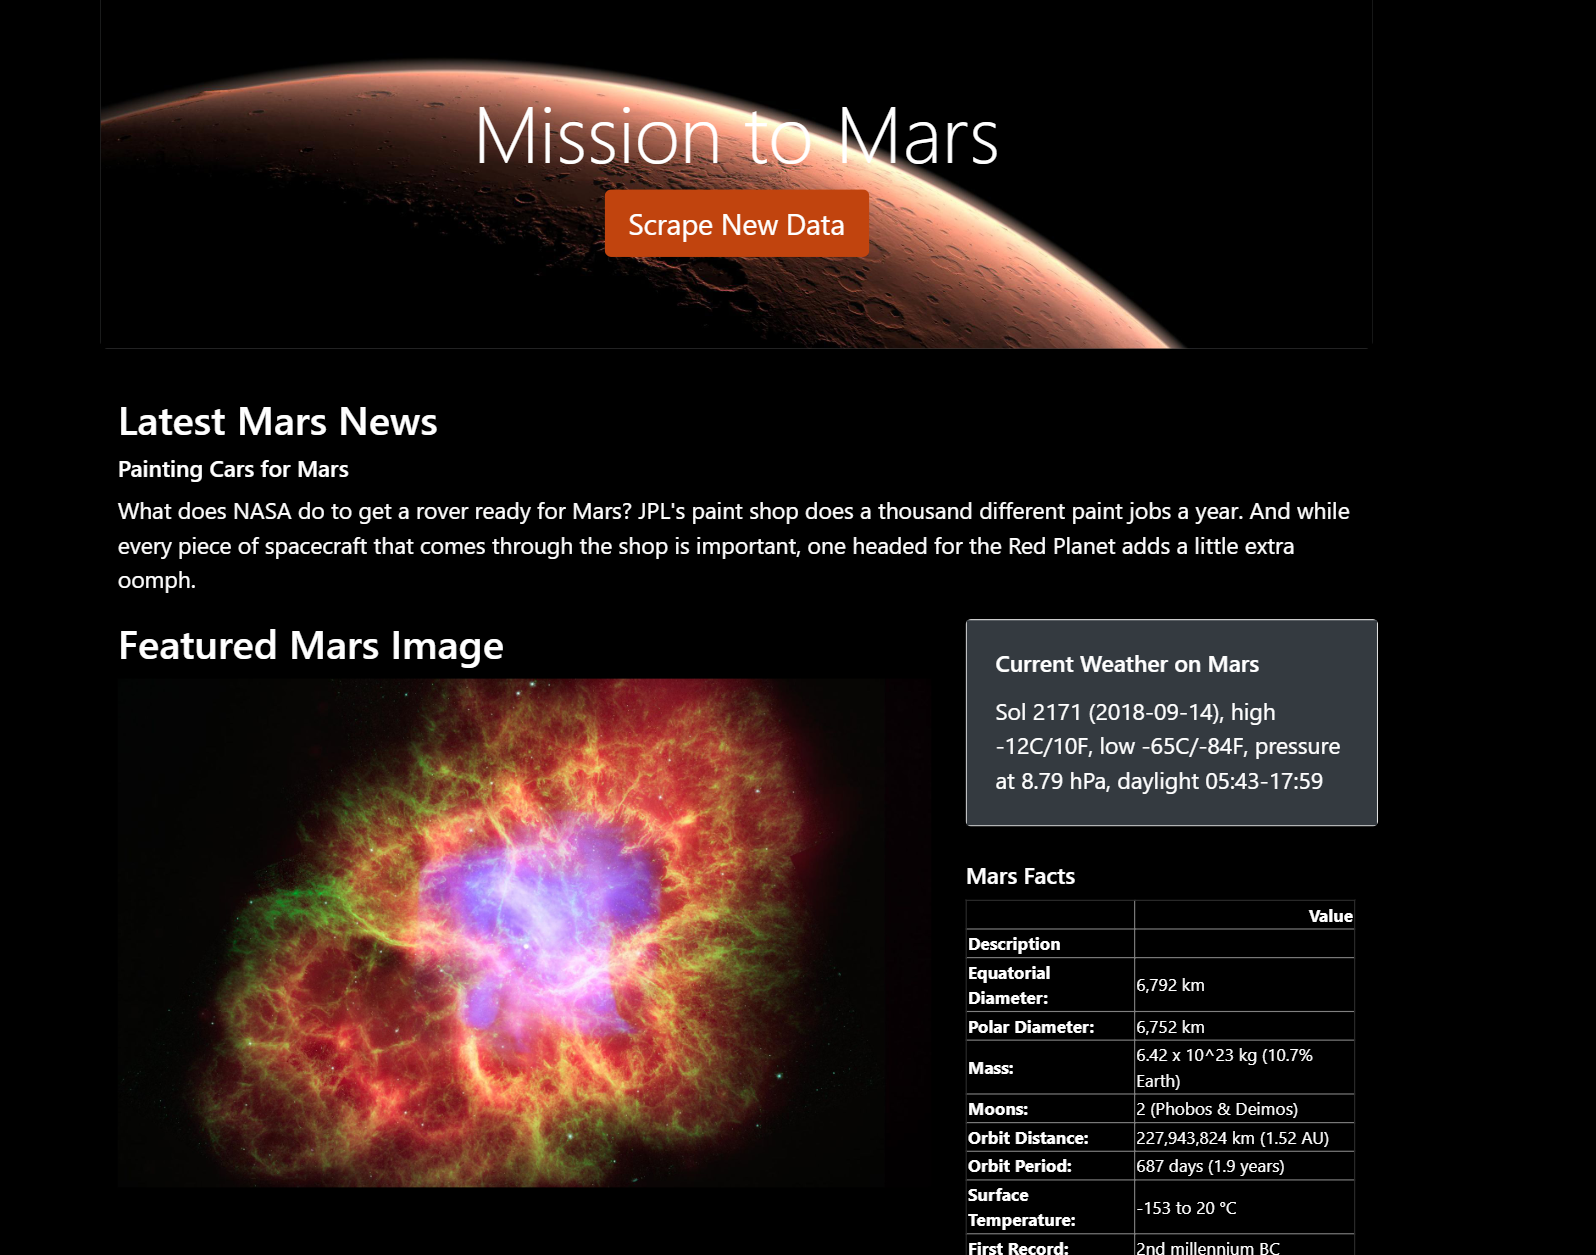 Mission to Mars
Scrape New Data
Latest Mars News
Painting Cars for Mars
What does NASA do to get a rover ready for Mars? JPL's paint shop does a thousand different paint jobs a year. And while
every piece of spacecraft that comes through the shop is important, one headed for the Red Planet adds a little extra
oomph.
Featured Mars Image
Current Weather on Mars
Sol 2171 (2018-09-14), high
-12C/10F, low -65C/-84F, pressure
at 8.79 hPa, daylight 05:43-17:59
Mars Facts
Value
Description
Equatorial
Diameter:
6,792 km
Polar Diameter: 6,752 km
Mass:
6.42 x 10^23 kg (10.7%
Earth)
Moons: 2 (Phobos & Deimos)
Orbit Distance: 227,943,824 km (1.52 AU)
Orbit Period: 687 days (1.9 years)
Surface
Temperature:
-153 to 20 °C
First Record: 2nd millennium BC